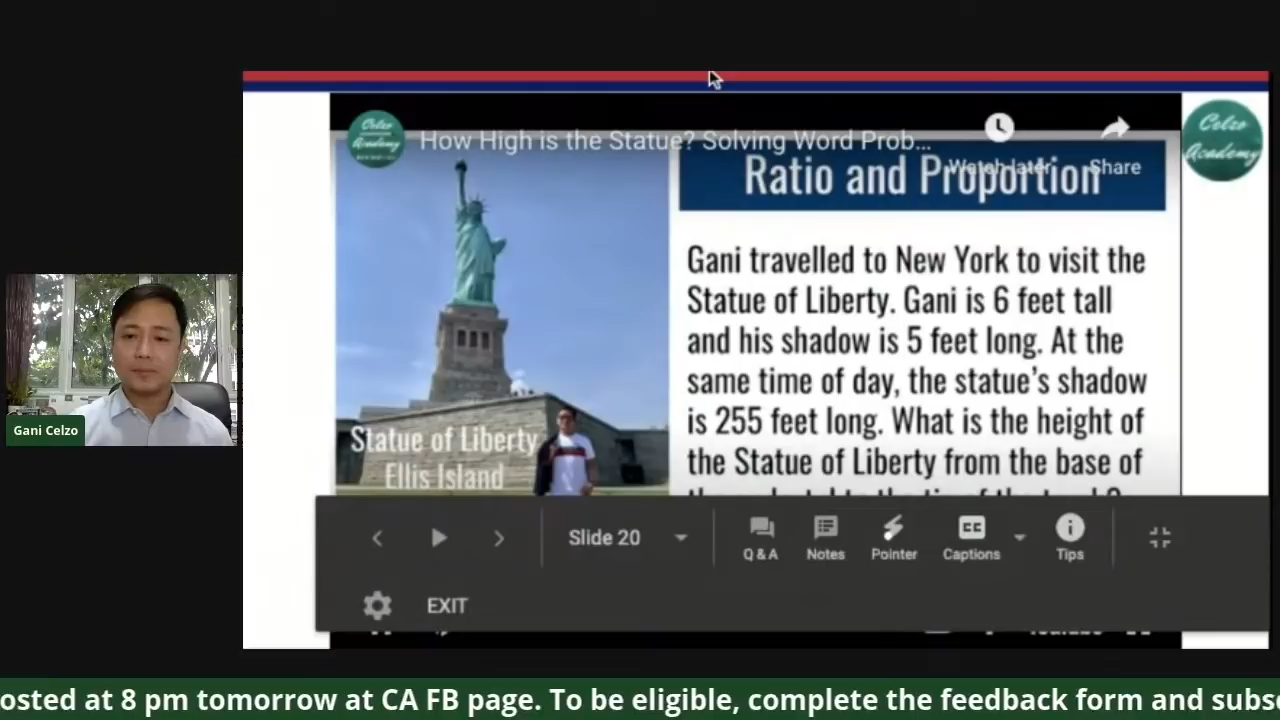 Celzo
Academy
How High is the Statue? Solving Word Prob...
Watch later
Share
Celzo
Academy
Ratio and Proportion
Gani travelled to New York to visit the
Statue of Liberty. Gani is 6 feet tall
and his shadow is 5 feet long. At the
same time of day, the statue's shadow
is 255 feet long. What is the height of
the Statue of Liberty from the base of
Statue of Liberty
Ellis Island
Gani Celzo
Slide 20
Q & A
Notes
Pointer
CC
Captions
Tips
EXIT
osted at 8 pm tomorrow at CA FB page. To be eligible, complete the feedback form and subs